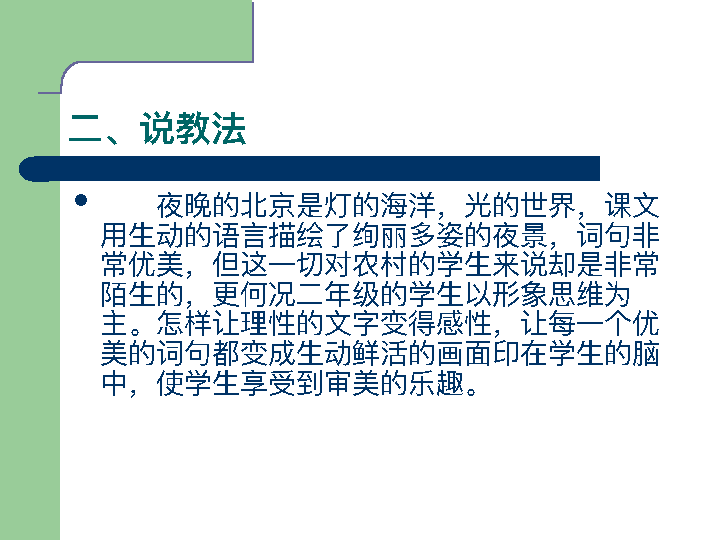 二、说教法
夜晚的北京是灯的海洋，光的世界，课文
用生动的语言描绘了绚丽多姿的夜景，词句非
常优美，但这一切对农村的学生来说却是非常
陌生的，更何况二年级的学生以形象思维为
主。怎样让理性的文字变得感性，让每一个优
美的词句都变成生动鲜活的画面印在学生的脑
中，使学生享受到审美的乐趣。